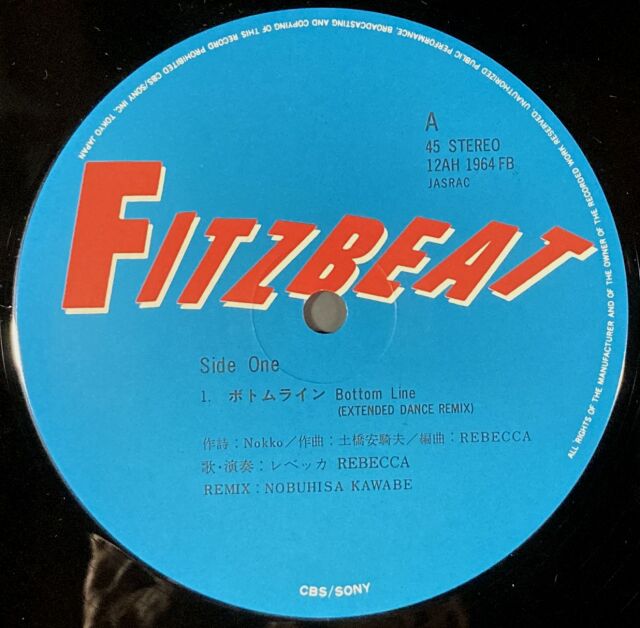 ALL RIGHTS OF THE MANUFACTURER AND OF THE OWNER OF THE RECORDED WORK RESERVED. UNAUTHORIZED PUBLIC PERFORMANCE, BROADCASTING AND COPYING OF THIS RECORD PROHIBITED CBS/SONY INC. TOKYO JAPAN
A
45 STEREO
12AH 1964 FB
JASRAC
FITZBEAT
Side One
1. ボトムライン Bottom Line
(EXTENDED DANCE REMIX)
作詩：Nokko／作曲：土橋安騎夫／編曲：REBECCA
歌・演奏：レベッカ REBECCA
REMIX：NOBUHISA KAWABE
CBS/SONY